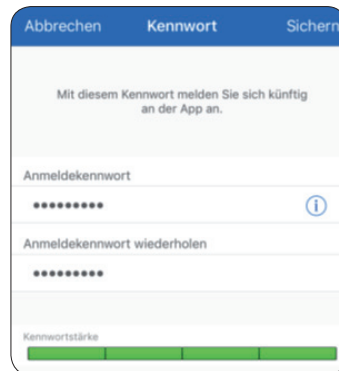 Abbrechen Kennwort Sichern
Mit diesem Kennwort melden Sie sich künftig
an der App an.
Anmeldekennwort
•••••••••
Anmeldekennwort wiederholen
•••••••••
Kennwortstärke